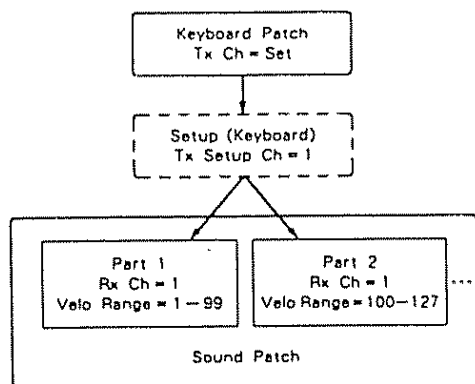 Keyboard Patch
Tx Ch = Set
Setup (Keyboard)
Tx Setup Ch = 1
Part 1
Rx Ch = 1
Velo Range = 1 – 99
Part 2
Rx Ch = 1
Velo Range = 100 – 127
....
Sound Patch